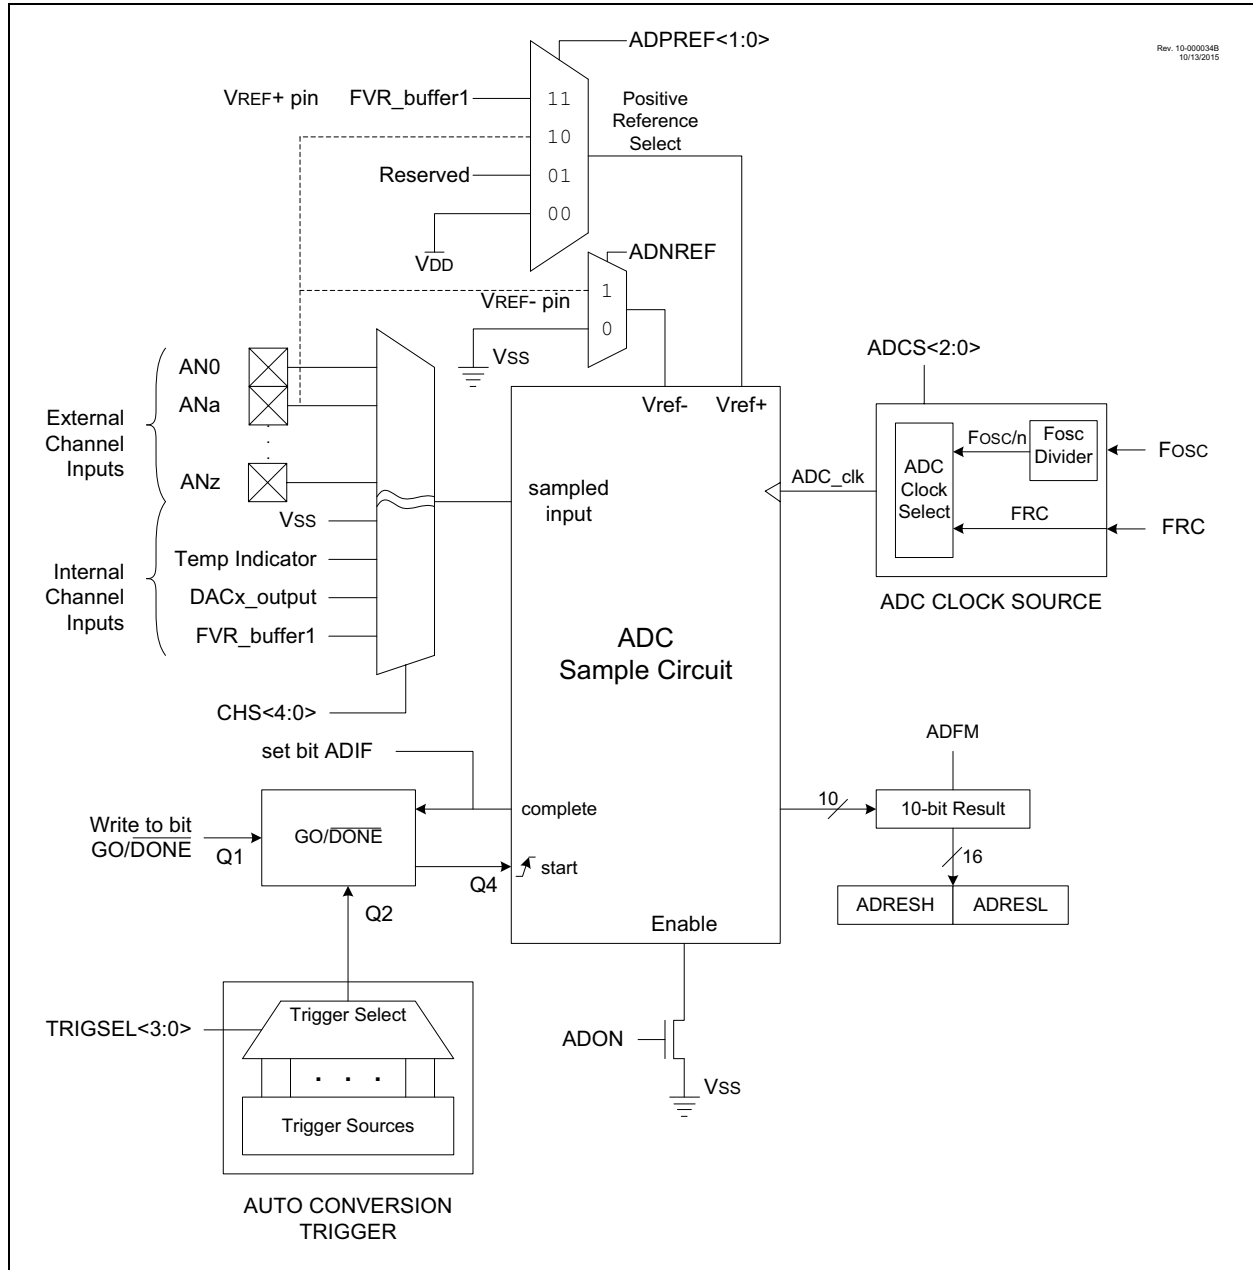 ADPREF<1:0>
Rev. 10-000034B
10/13/2015
VREF+ pin
FVR_buffer1
11
Positive
Reference
Select
10
Reserved
01
00
VDD
ADNREF
VREF- pin
1
0
VSS
ADCS<2:0>
AN0
ANa
External
Channel
Inputs
ANz
Vref-
Vref+
FOSC/n
Fosc
Divider
FOSC
ADC
Clock
Select
ADC_clk
FRC
FRC
ADC CLOCK SOURCE
sampled
input
VSS
Temp Indicator
Internal
Channel
Inputs
DACx_output
FVR_buffer1
ADC
Sample Circuit
CHS<4:0>
set bit ADIF
ADFM
complete
10
10-bit Result
Write to bit
GO/DONE
Q1
GO/DONE
Q4
start
16
Q2
ADRESH
ADRESL
Enable
TRIGSEL<3:0>
Trigger Select
. . .
Trigger Sources
ADON
VSS
AUTO CONVERSION
TRIGGER